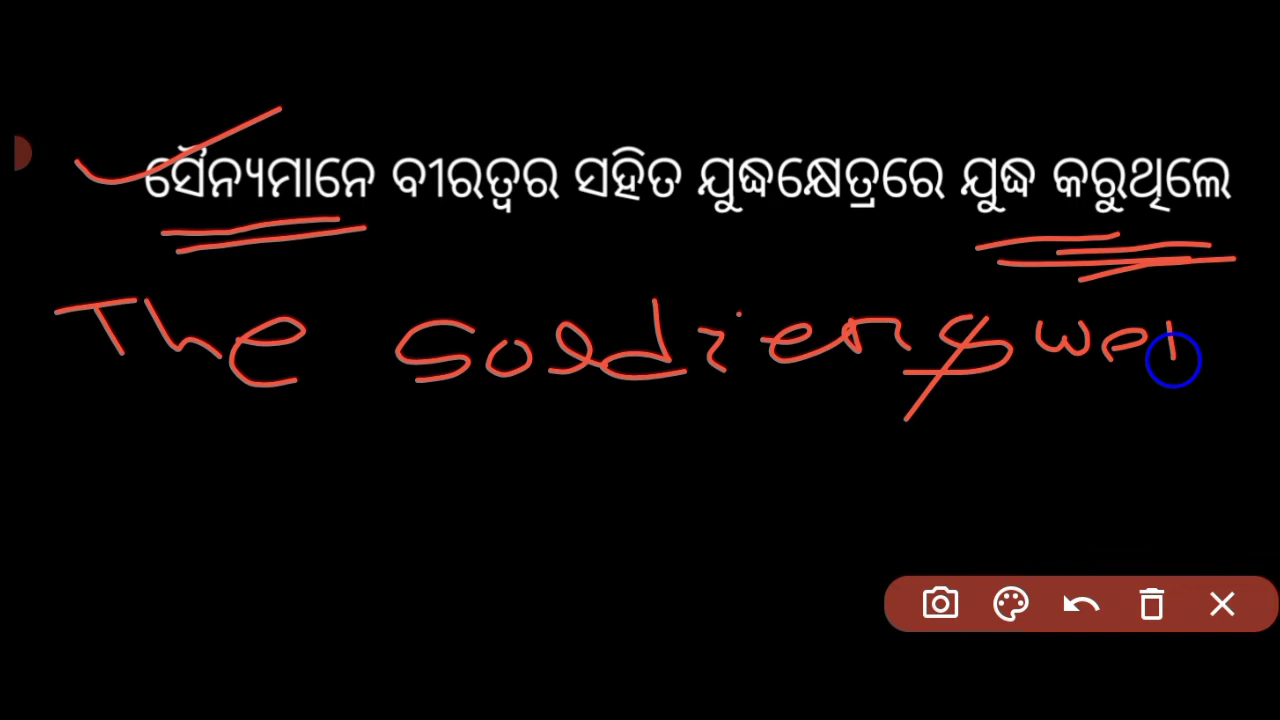 ସୈନ୍ୟମାନେ ବୀରତ୍ୱର ସହିତ ଯୁଦ୍ଧକ୍ଷେତ୍ରରେ ଯୁଦ୍ଧ କରୁଥିଲେ
The soldiers